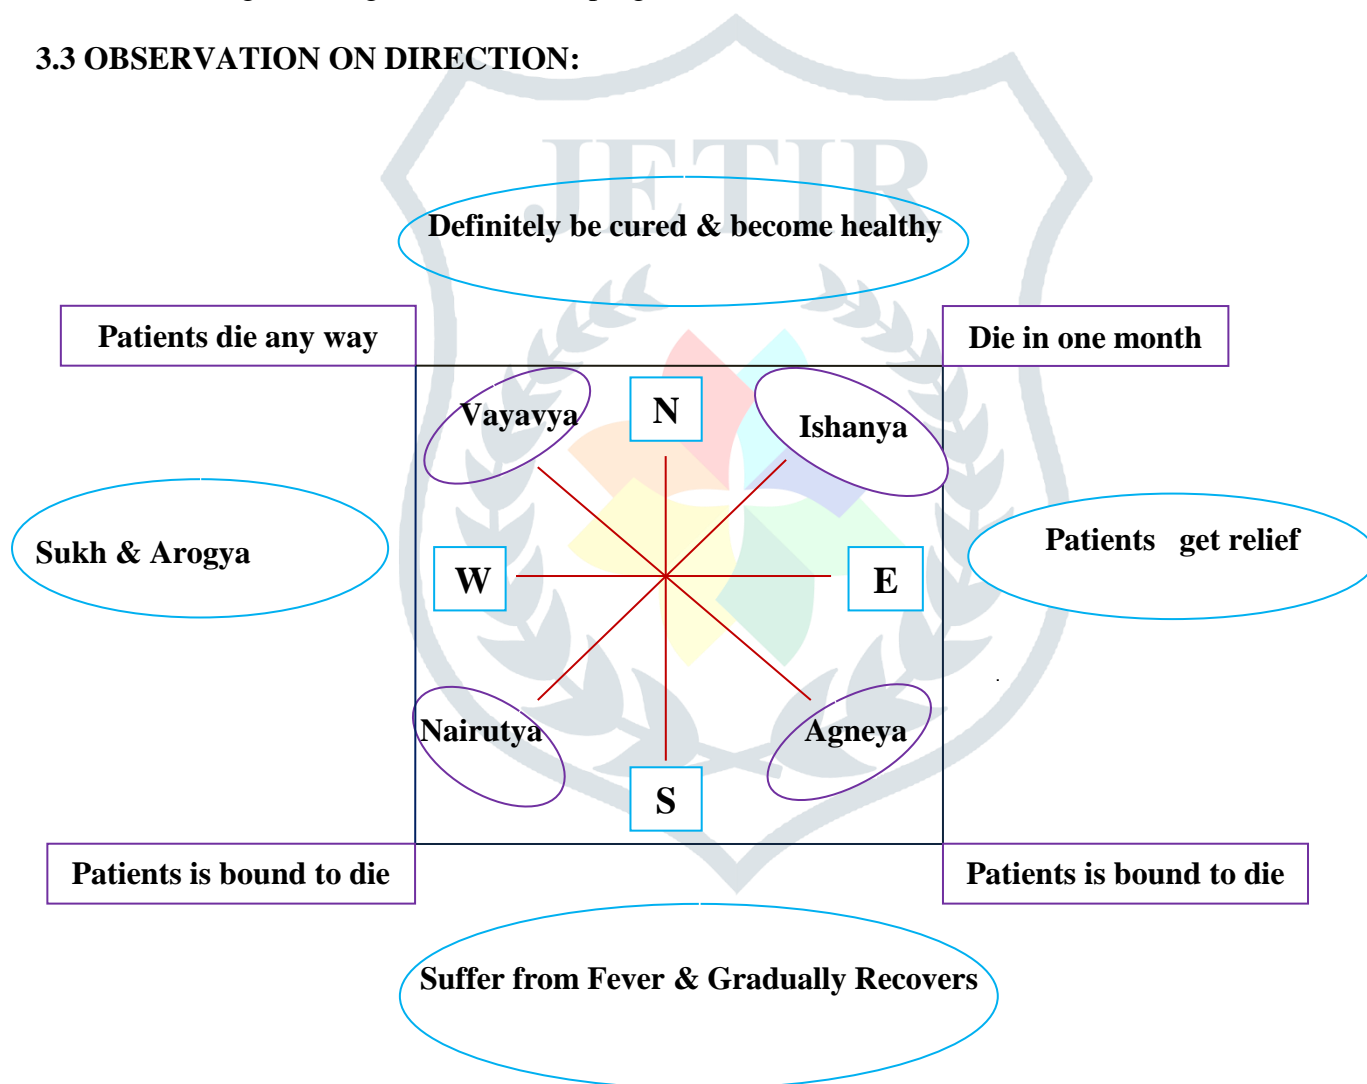 3.3 OBSERVATION ON DIRECTION:
JETIR
Definitely be cured & become healthy
Patients die any way
Die in one month
Vayavya
N
Ishanya
Sukh & Arogya
W
E
Patients get relief
Nairutya
S
Agneya
Patients is bound to die
Patients is bound to die
Suffer from Fever & Gradually Recovers